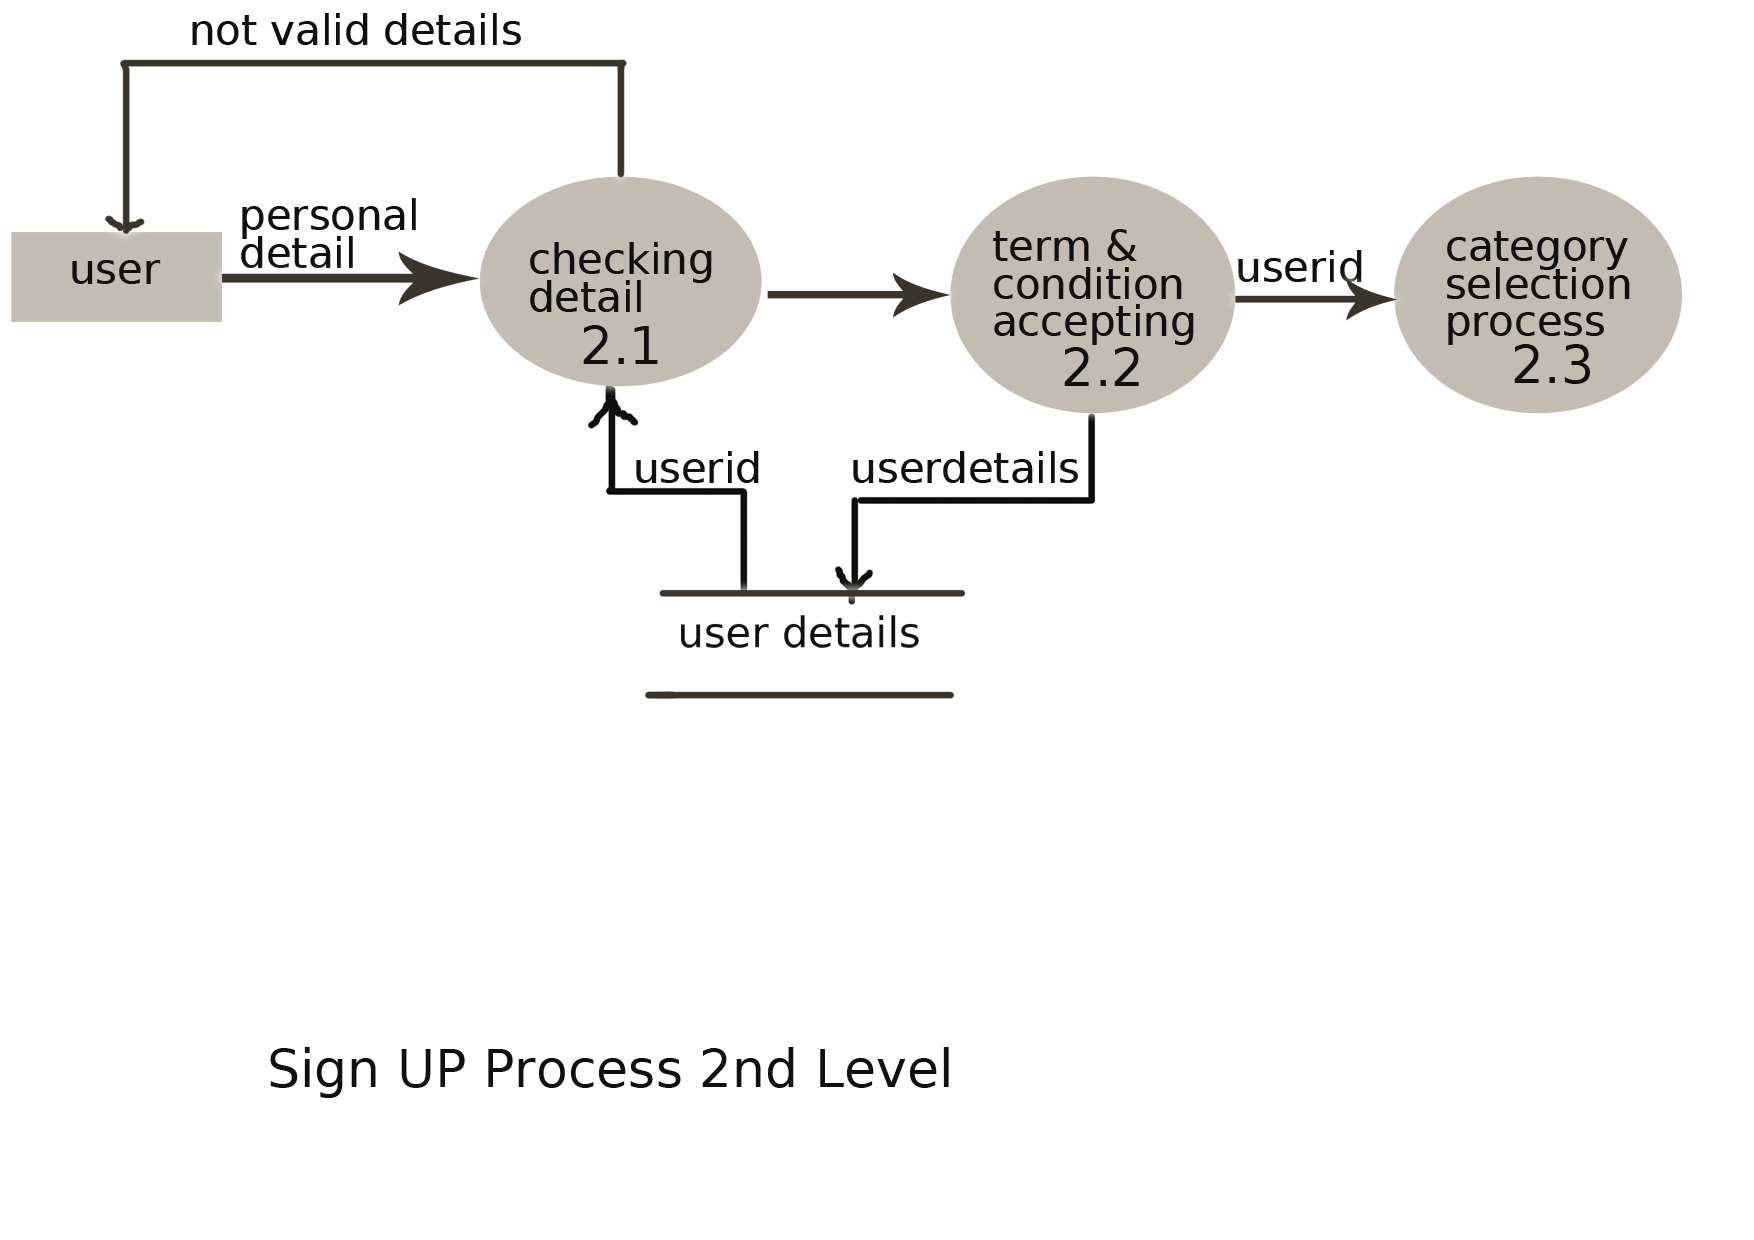 not valid details
user
personal
detail
checking
detail
2.1
term &
condition
accepting
2.2
userid
category
selection
process
2.3
userid
userdetails
user details
Sign UP Process 2nd Level